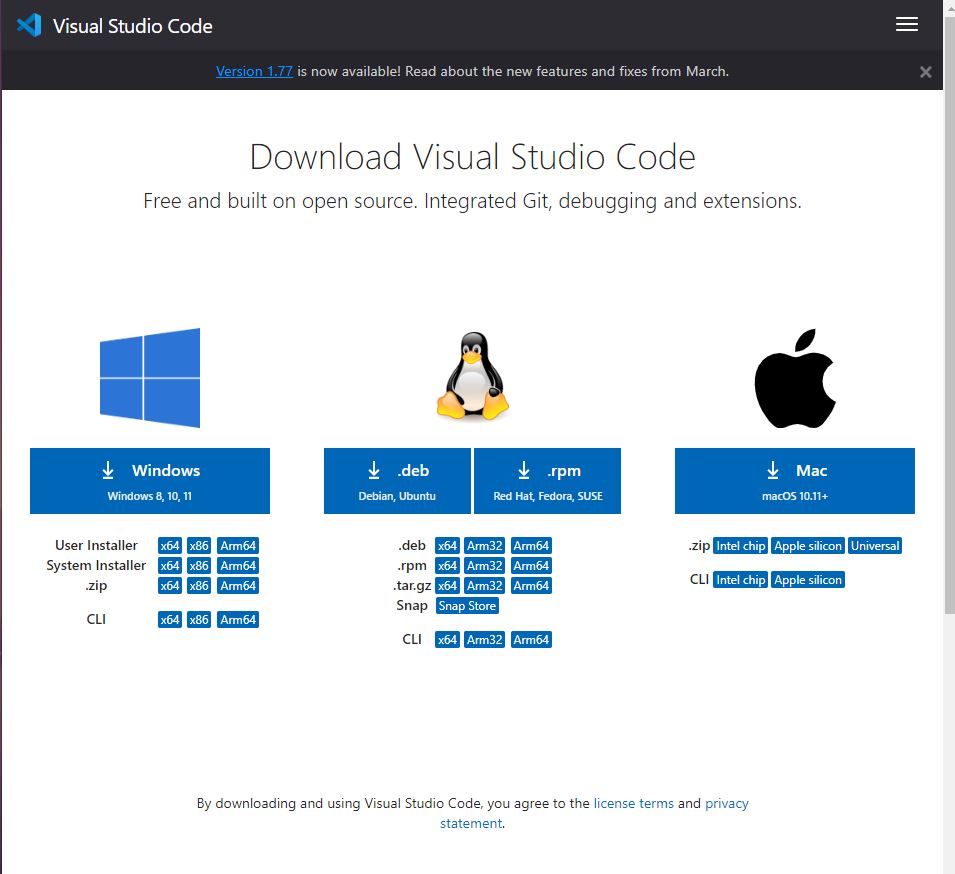 Visual Studio Code
Version 1.77 is now available! Read about the new features and fixes from March.
Download Visual Studio Code
Free and built on open source. Integrated Git, debugging and extensions.
Windows
Windows 8, 10, 11
User Installer x64 x86 Arm64
System Installer x64 x86 Arm64
.zip x64 x86 Arm64
CLI x64 x86 Arm64
.deb
Debian, Ubuntu
.rpm
Red Hat, Fedora, SUSE
.deb x64 Arm32 Arm64
.rpm x64 Arm32 Arm64
.tar.gz x64 Arm32 Arm64
Snap Snap Store
CLI x64 Arm32 Arm64
Mac
macOS 10.11+
.zip Intel chip Apple silicon Universal
CLI Intel chip Apple silicon
By downloading and using Visual Studio Code, you agree to the license terms and privacy
statement.